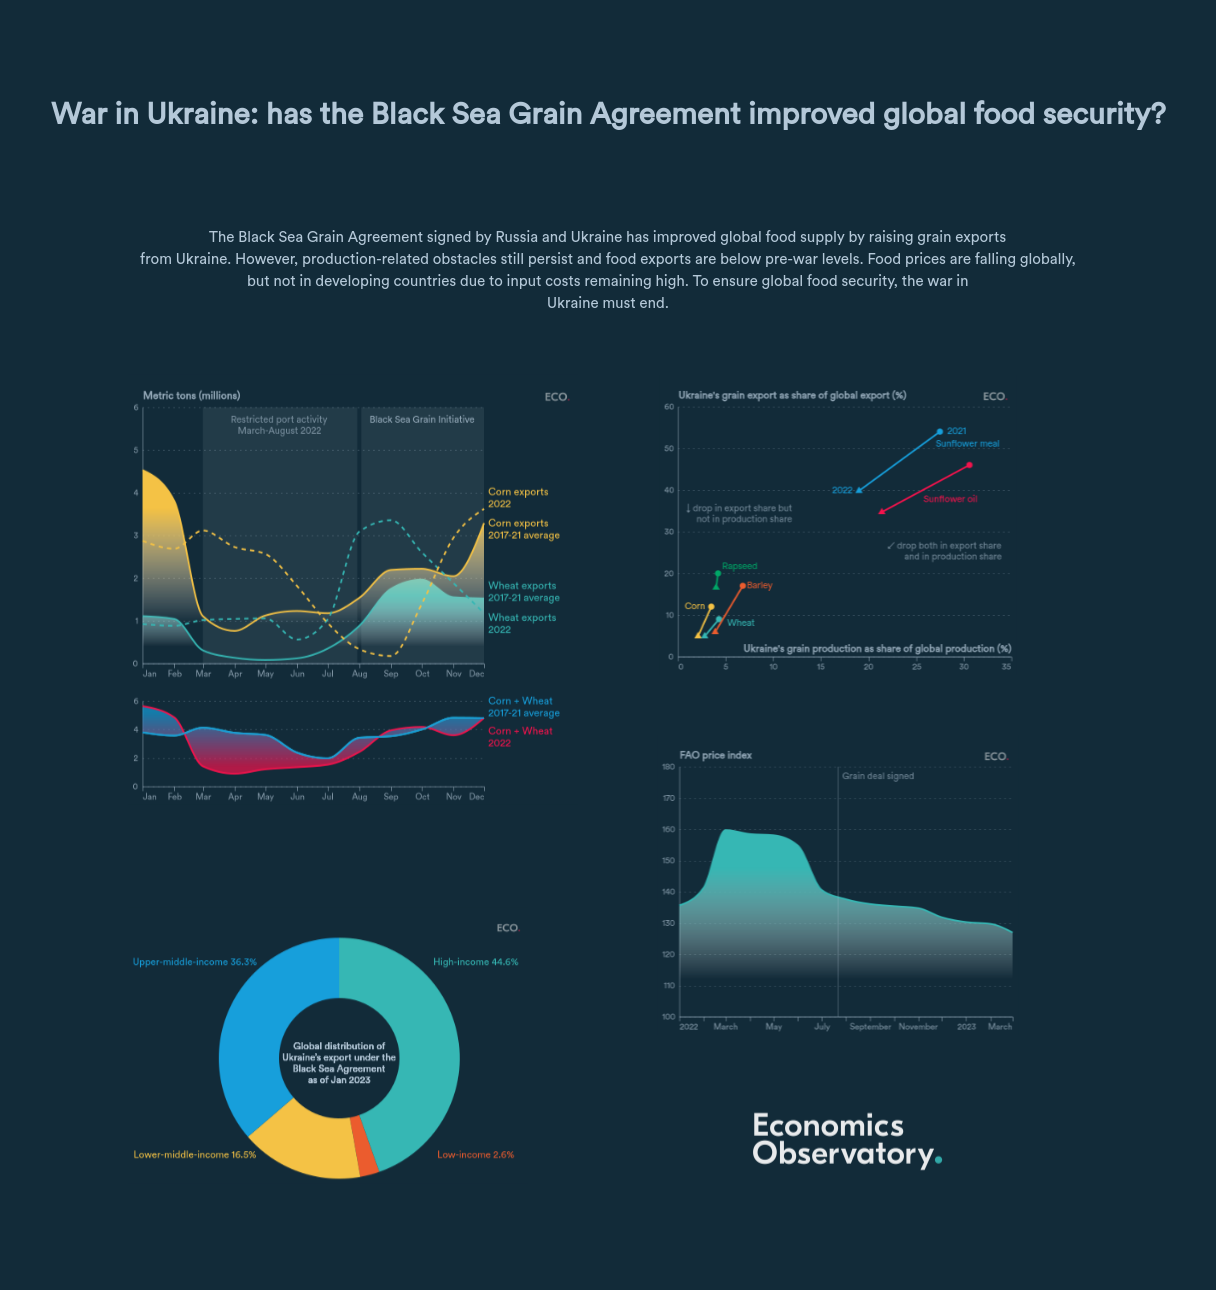 War in Ukraine: has the Black Sea Grain Agreement improved global food security?
The Black Sea Grain Agreement signed by Russia and Ukraine has improved global food supply by raising grain exports
from Ukraine. However, production-related obstacles still persist and food exports are below pre-war levels. Food prices are falling globally,
but not in developing countries due to input costs remaining high. To ensure global food security, the war in
Ukraine must end.
Metric tons (millions)
ECO.
6
5
4
3
2
1
0
Restricted port activity
March-August 2022
Black Sea Grain Initiative
Corn exports
2022
Corn exports
2017-21 average
Wheat exports
2017-21 average
Wheat exports
2022
Jan Feb Mar Apr May Jun Jul Aug Sep Oct Nov Dec
6
4
2
0
Corn + Wheat
2017-21 average
Corn + Wheat
2022
Jan Feb Mar Apr May Jun Jul Aug Sep Oct Nov Dec
Ukraine's grain export as share of global export (%)
ECO.
60
50
40
30
20
10
0
2021
Sunflower meal
2022
Sunflower oil
↓ drop in export share but
not in production share
↙ drop both in export share
and in production share
Rapseed
Barley
Corn
Wheat
Ukraine's grain production as share of global production (%)
0 5 10 15 20 25 30 35
FAO price index
ECO.
180
170
160
150
140
130
120
110
100
Grain deal signed
2022 March May July September November 2023 March
ECO.
Upper-middle-income 36.3%
High-income 44.6%
Global distribution of
Ukraine's export under the
Black Sea Agreement
as of Jan 2023
Lower-middle-income 16.5%
Low-income 2.6%
Economics
Observatory.